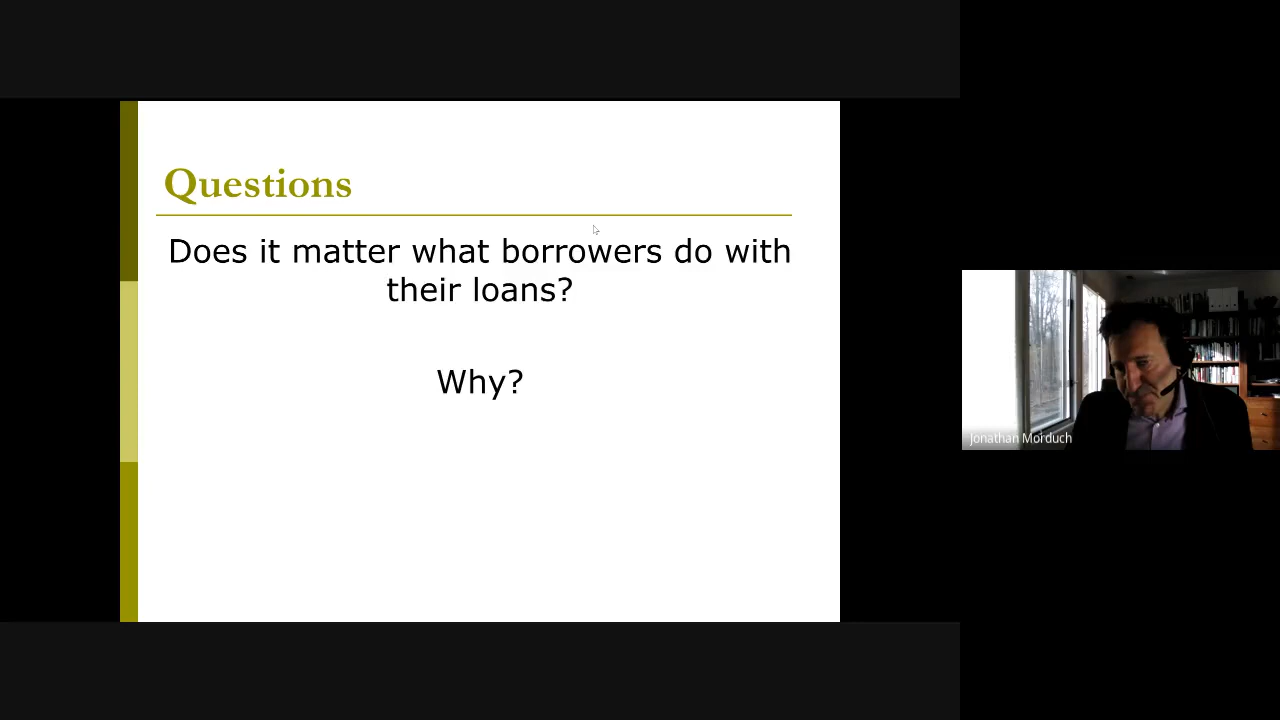 Questions
Does it matter what borrowers do with
their loans?
Why?
Jonathan Morduch